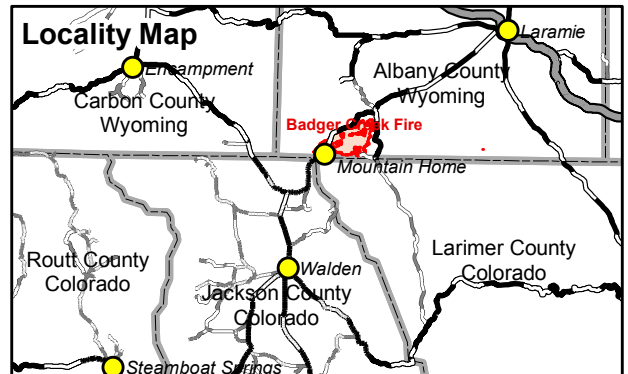 Locality Map
Laramie
Encampment
Albany County
Wyoming
Carbon County
Wyoming
Badger Creek Fire
Mountain Home
Larimer County
Colorado
Routt County
Colorado
Walden
Jackson County
Colorado
Steamboat Springs